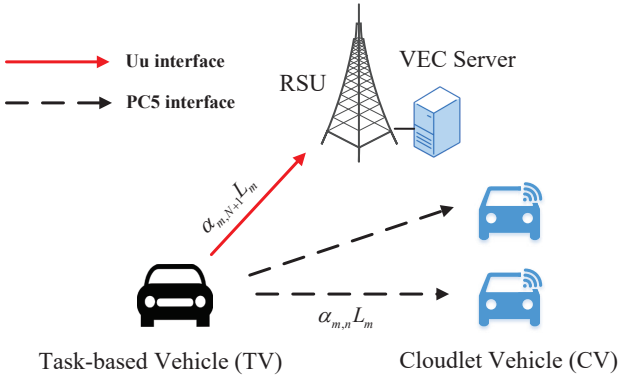 Uu interface
PC5 interface
RSU
VEC Server
α_{m,N+1}L_m
α_{m,n}L_m
Task-based Vehicle (TV)
Cloudlet Vehicle (CV)